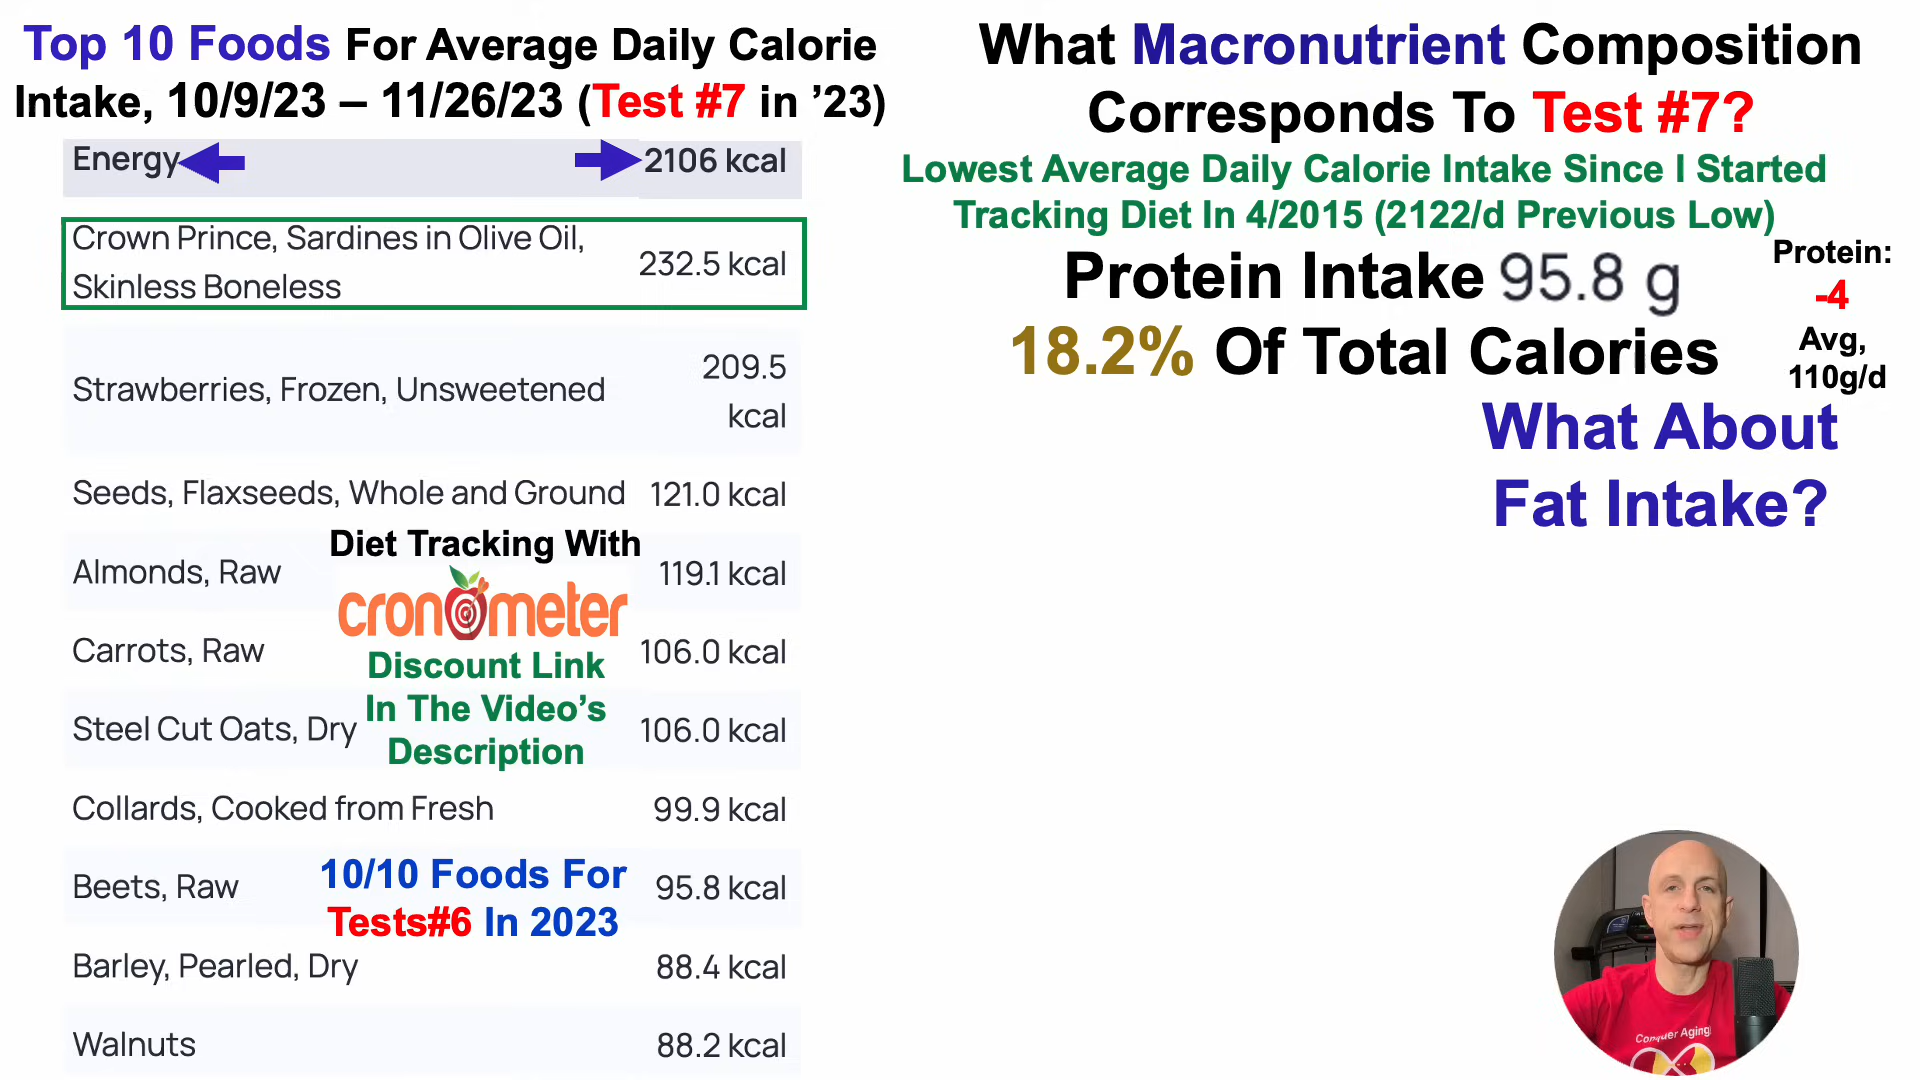 Top 10 Foods For Average Daily Calorie
Intake, 10/9/23 – 11/26/23 (Test #7 in ’23)
Energy 2106 kcal
Crown Prince, Sardines in Olive Oil,
Skinless Boneless
232.5 kcal
Strawberries, Frozen, Unsweetened
209.5
kcal
Seeds, Flaxseeds, Whole and Ground 121.0 kcal
Diet Tracking With
Almonds, Raw 119.1 kcal
cronometer
Carrots, Raw 106.0 kcal
Discount Link
In The Video’s
Description
Steel Cut Oats, Dry 106.0 kcal
Collards, Cooked from Fresh 99.9 kcal
Beets, Raw 95.8 kcal
10/10 Foods For
Tests#6 In 2023
Barley, Pearled, Dry 88.4 kcal
Walnuts 88.2 kcal
What Macronutrient Composition
Corresponds To Test #7?
Lowest Average Daily Calorie Intake Since I Started
Tracking Diet In 4/2015 (2122/d Previous Low)
Protein Intake 95.8 g
18.2% Of Total Calories
Protein:
-4
Avg,
110g/d
What About
Fat Intake?
Conquer Aging